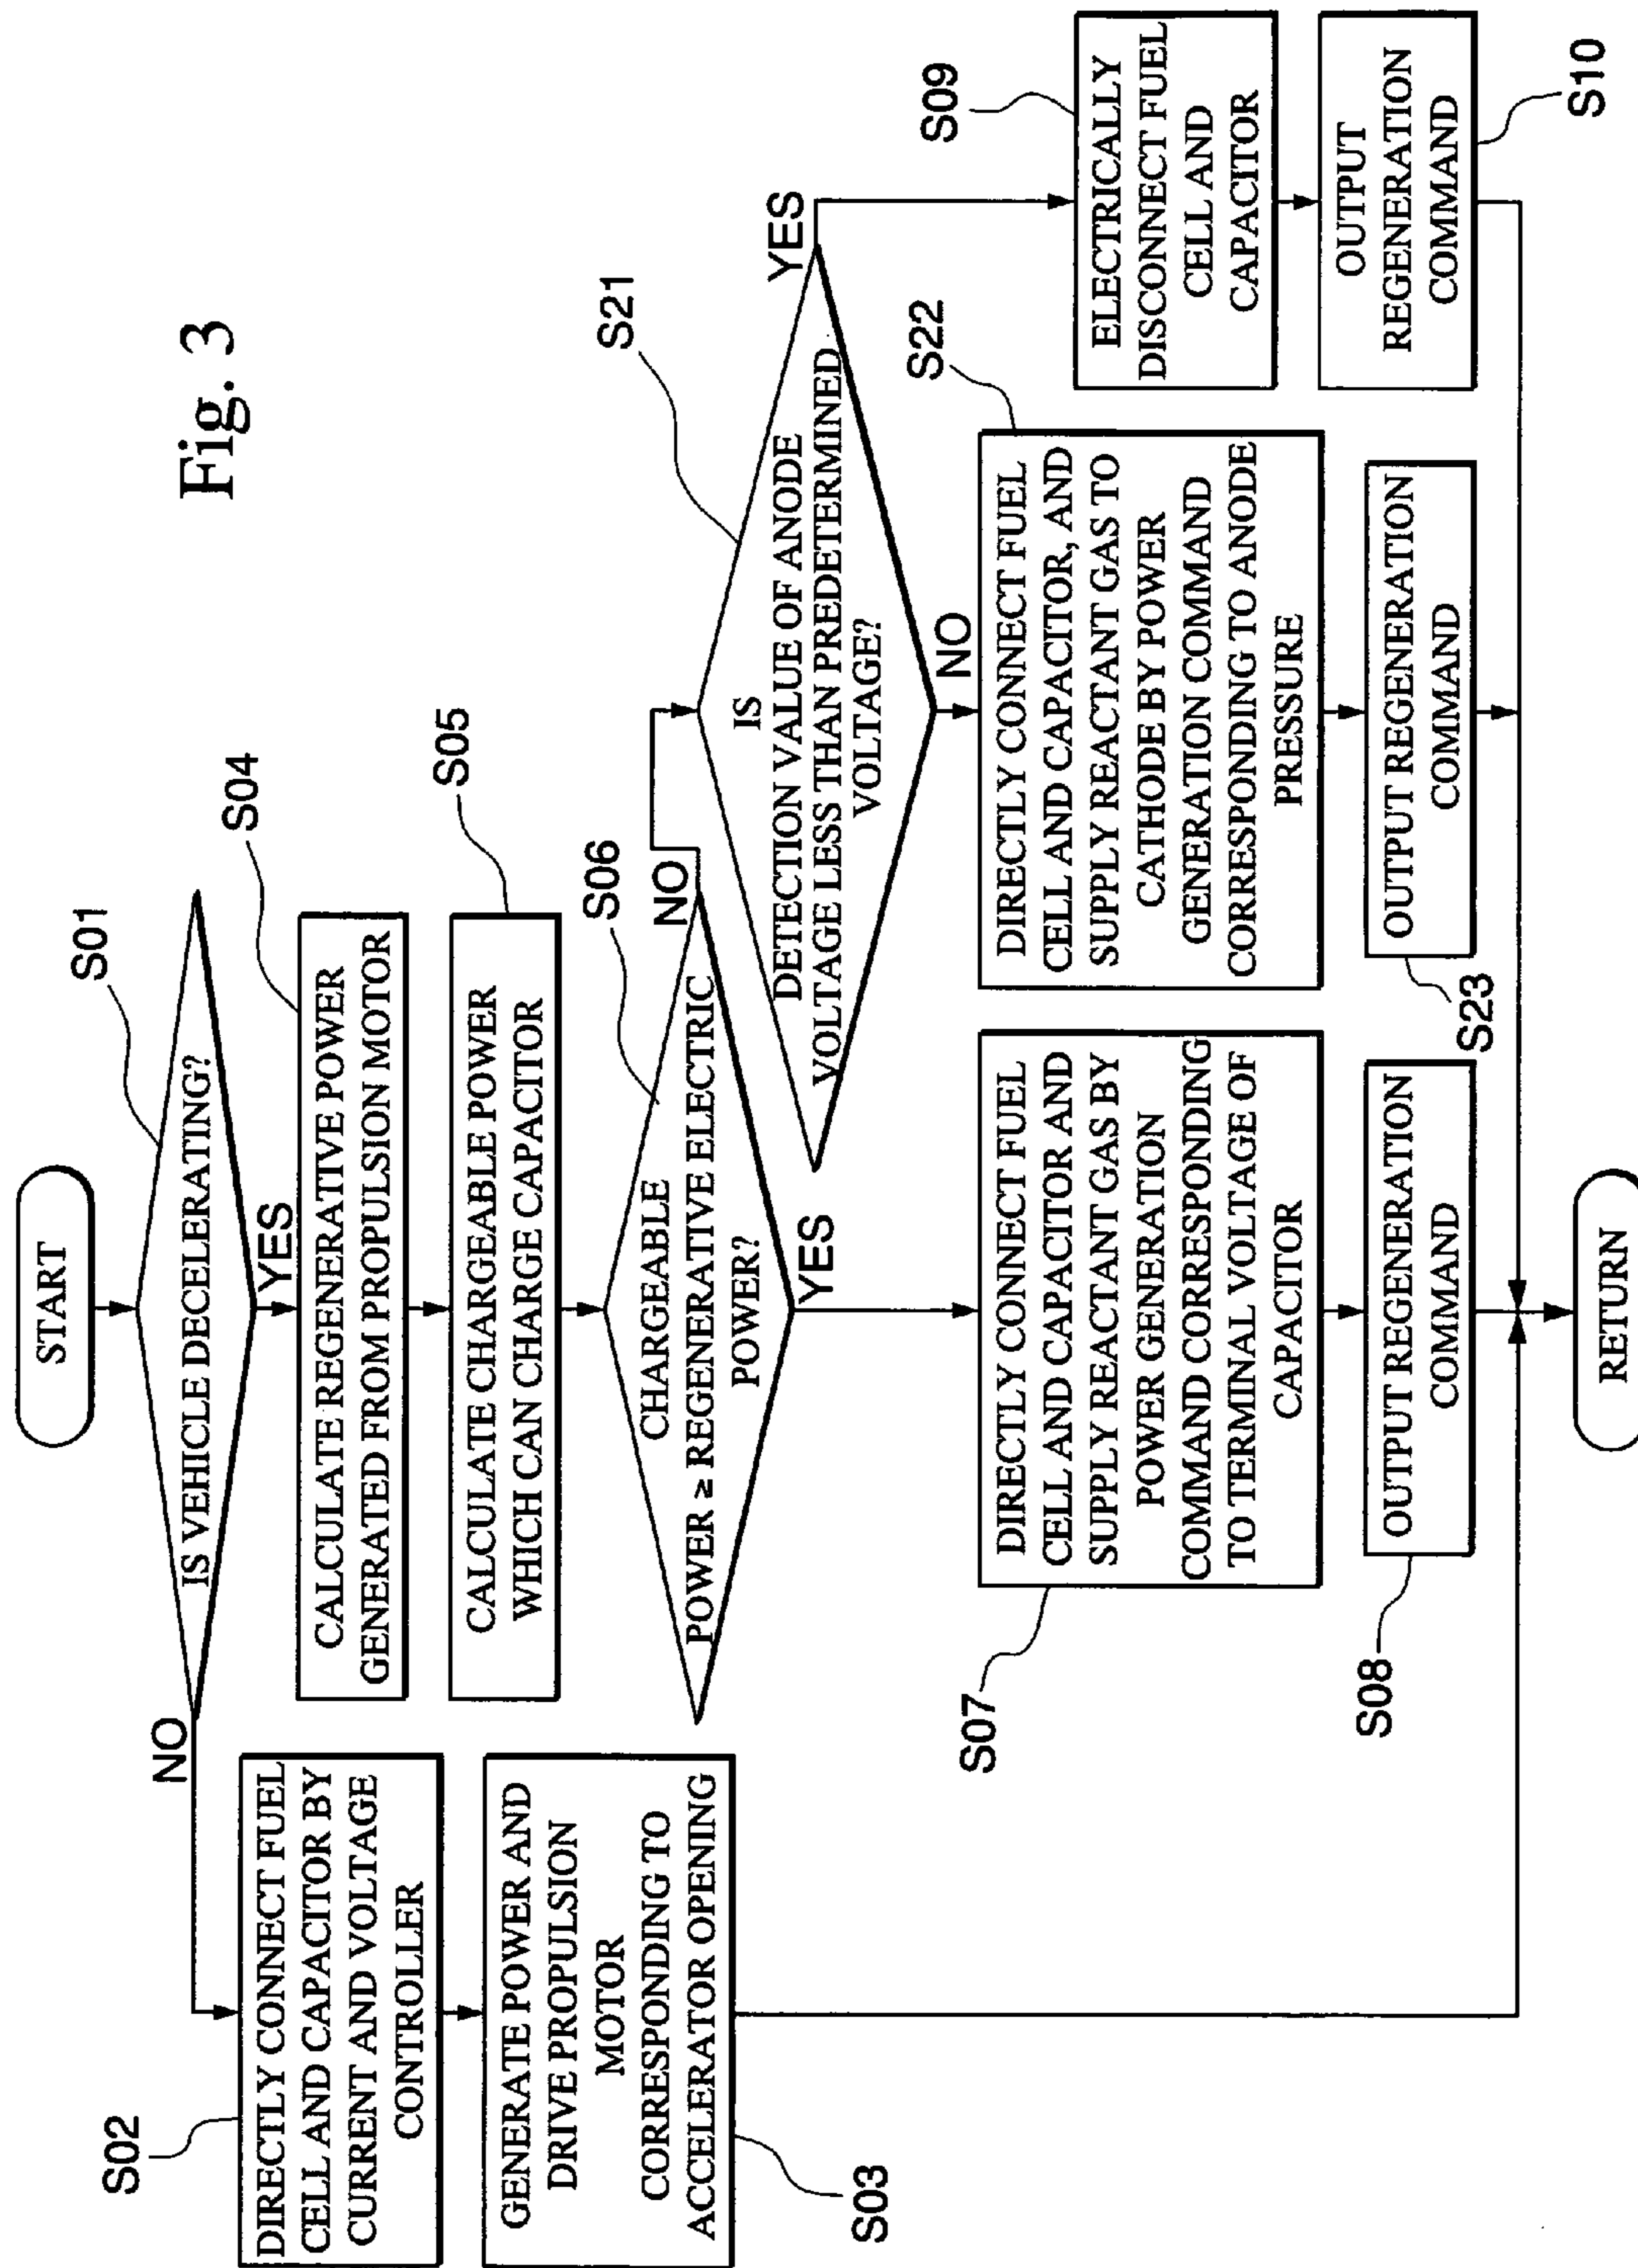 Fig. 3
START
S01
IS VEHICLE DECELERATING?
NO
YES
S02
DIRECTLY CONNECT FUEL
CELL AND CAPACITOR BY
CURRENT AND VOLTAGE
CONTROLLER
GENERATE POWER AND
DRIVE PROPULSION
MOTOR
CORRESPONDING TO
ACCELERATOR OPENING
S03
S04
CALCULATE REGENERATIVE POWER
GENERATED FROM PROPULSION MOTOR
S05
CALCULATE CHARGEABLE POWER
WHICH CAN CHARGE CAPACITOR
S06
CHARGEABLE
POWER ≥ REGENERATIVE ELECTRIC
POWER?
NO
YES
S07
DIRECTLY CONNECT FUEL
CELL AND CAPACITOR AND
SUPPLY REACTANT GAS BY
POWER GENERATION
COMMAND CORRESPONDING
TO TERMINAL VOLTAGE OF
CAPACITOR
S08
OUTPUT REGENERATION
COMMAND
S21
IS
DETECTION VALUE OF ANODE
VOLTAGE LESS THAN PREDETERMINED
VOLTAGE?
YES
NO
S22
DIRECTLY CONNECT FUEL
CELL AND CAPACITOR, AND
SUPPLY REACTANT GAS TO
CATHODE BY POWER
GENERATION COMMAND
CORRESPONDING TO ANODE
PRESSURE
S23
OUTPUT REGENERATION
COMMAND
S09
ELECTRICALLY
DISCONNECT FUEL
CELL AND
CAPACITOR
OUTPUT
REGENERATION
COMMAND
S10
RETURN